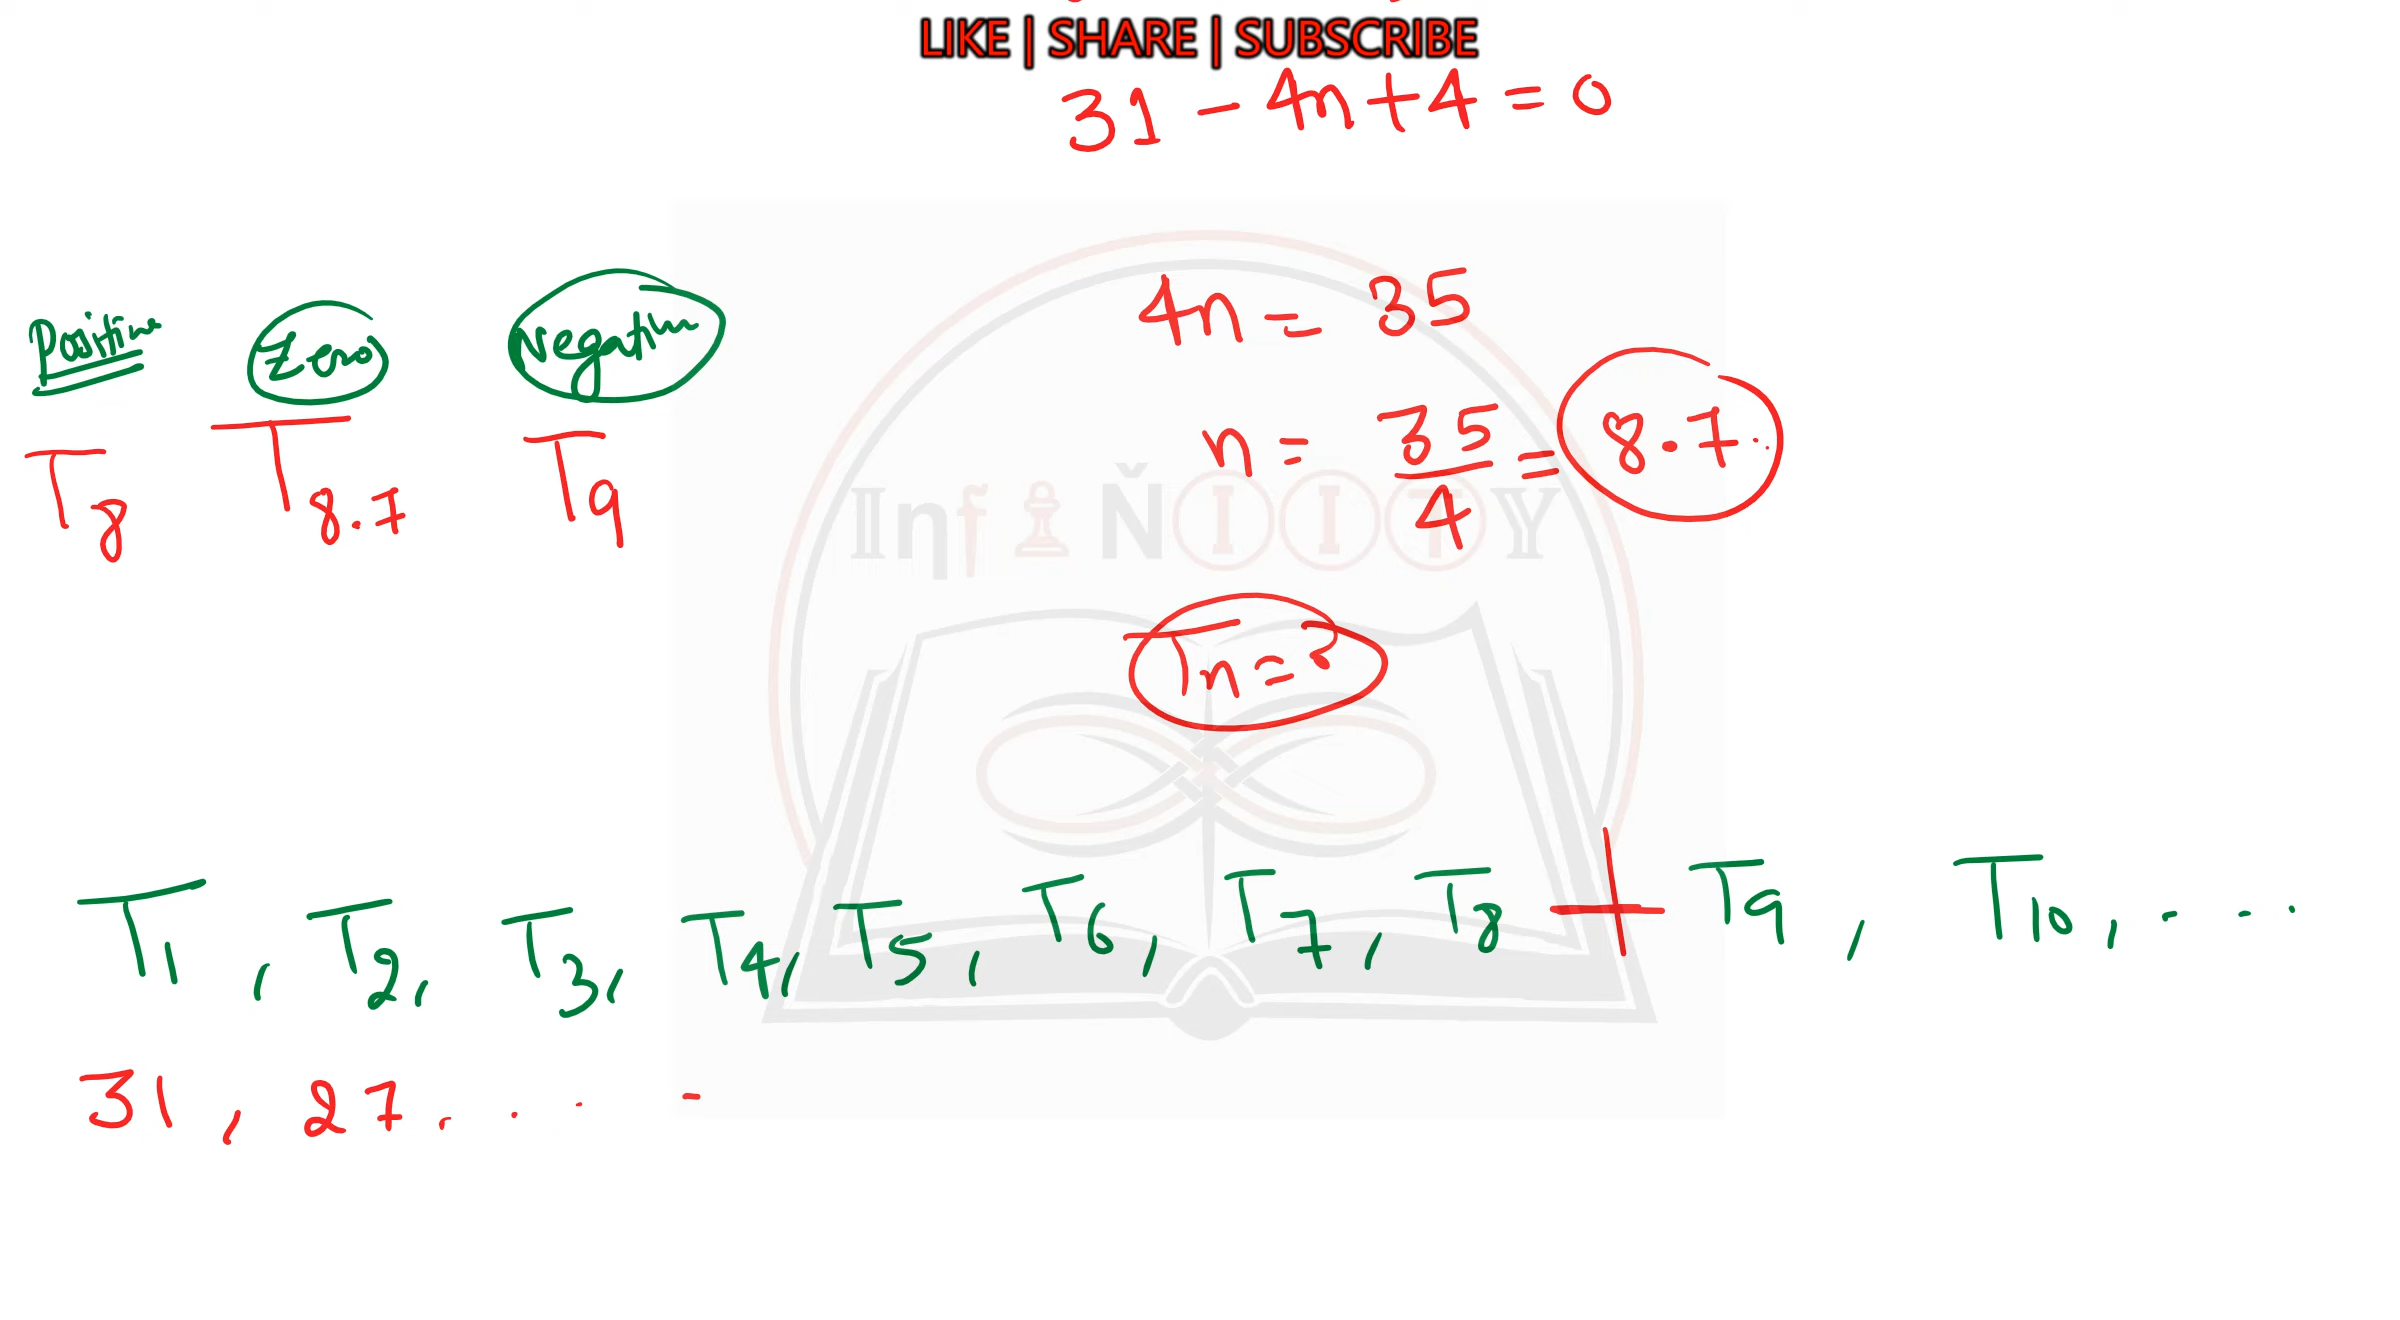 LIKE | SHARE | SUBSCRIBE
31 - 4n + 4 = 0
Positive Zero Negative
T8 T8.7 T9
4n = 35
n = 35/4 = 8.7..
InfiŇIITY
Tn = ?
T1, T2, T3, T4, T5, T6, T7, T8 T9, T10, ....
31, 27. . . -